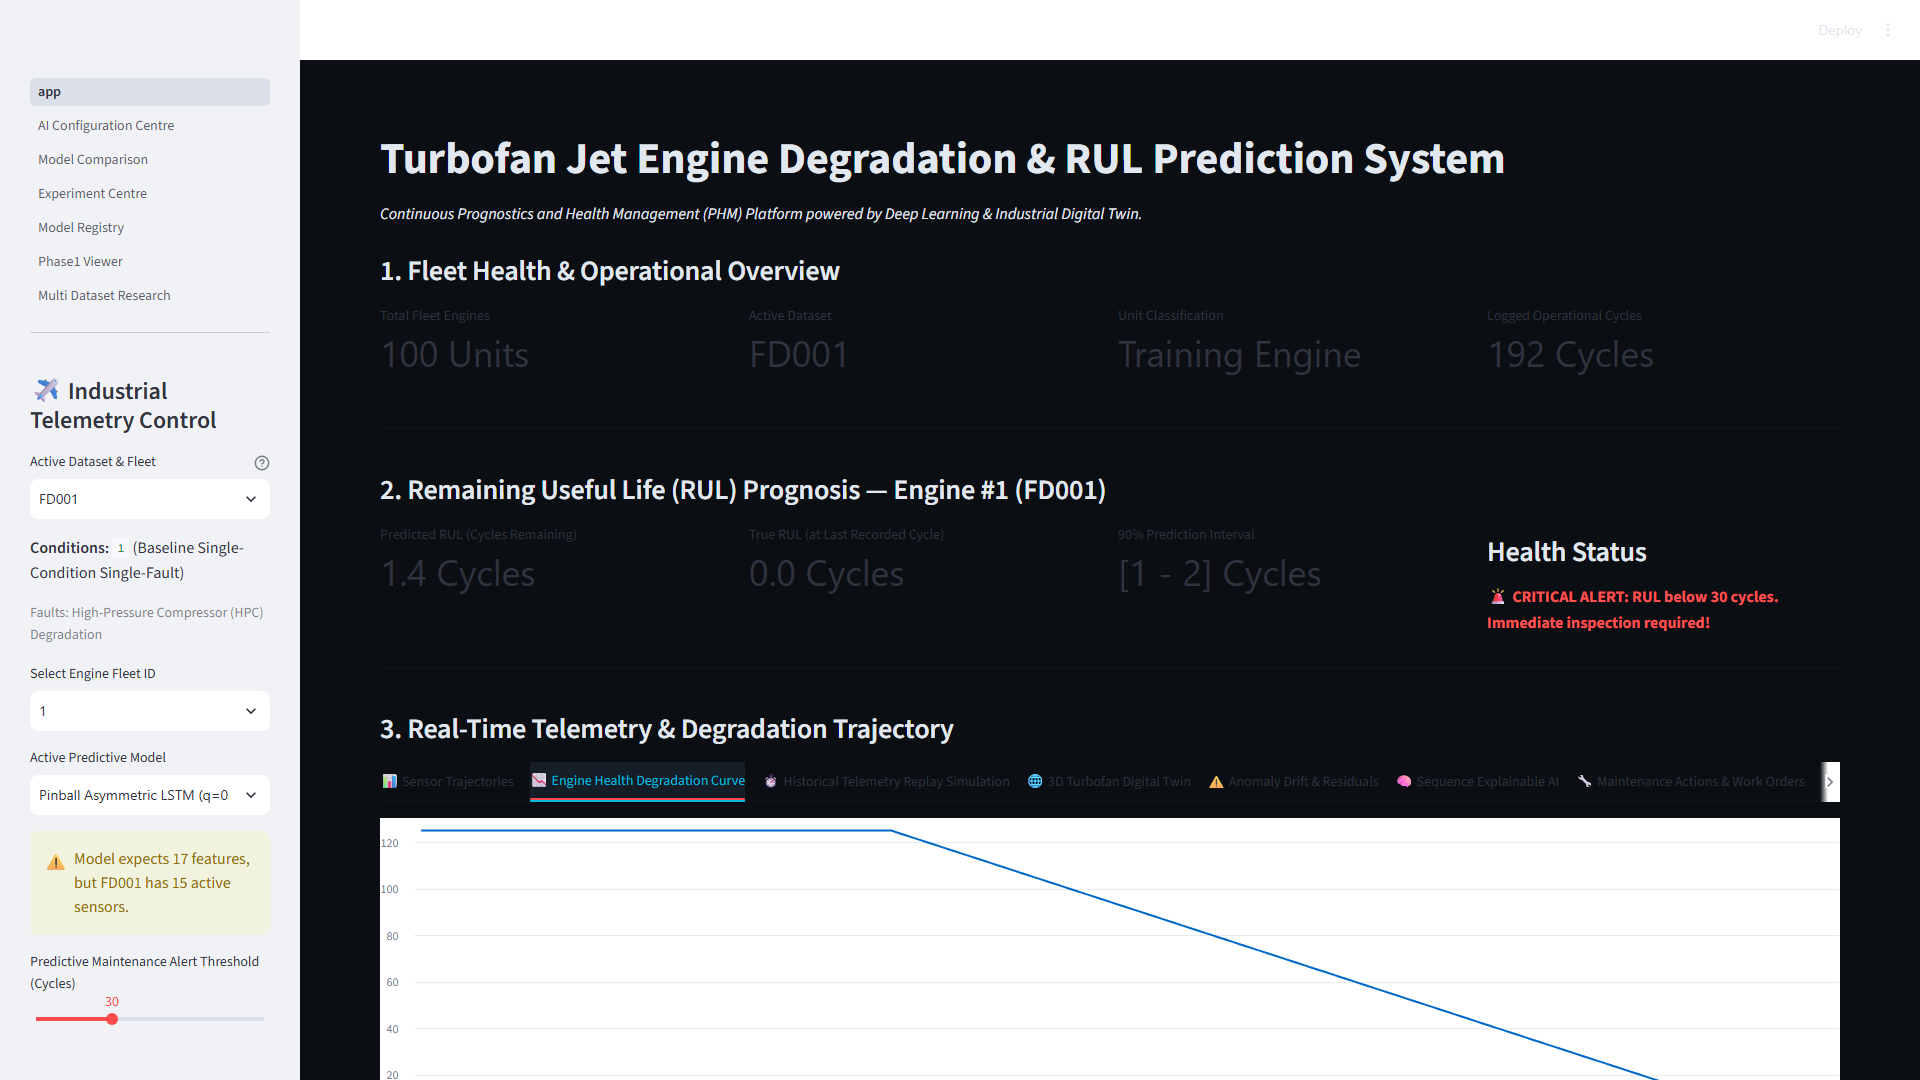 Deploy
app
AI Configuration Centre
Model Comparison
Experiment Centre
Model Registry
Phase1 Viewer
Multi Dataset Research
Industrial
Telemetry Control
Active Dataset & Fleet
FD001
Conditions: 1 (Baseline Single-
Condition Single-Fault)
Faults: High-Pressure Compressor (HPC)
Degradation
Select Engine Fleet ID
1
Active Predictive Model
Pinball Asymmetric LSTM (q=0
Model expects 17 features,
but FD001 has 15 active
sensors.
Predictive Maintenance Alert Threshold
(Cycles)
30
Turbofan Jet Engine Degradation & RUL Prediction System
Continuous Prognostics and Health Management (PHM) Platform powered by Deep Learning & Industrial Digital Twin.
1. Fleet Health & Operational Overview
Total Fleet Engines
100 Units
Active Dataset
FD001
Unit Classification
Training Engine
Logged Operational Cycles
192 Cycles
2. Remaining Useful Life (RUL) Prognosis — Engine #1 (FD001)
Predicted RUL (Cycles Remaining)
1.4 Cycles
True RUL (at Last Recorded Cycle)
0.0 Cycles
90% Prediction Interval
[1 - 2] Cycles
Health Status
CRITICAL ALERT: RUL below 30 cycles.
Immediate inspection required!
3. Real-Time Telemetry & Degradation Trajectory
Sensor Trajectories
Engine Health Degradation Curve
Historical Telemetry Replay Simulation
3D Turbofan Digital Twin
Anomaly Drift & Residuals
Sequence Explainable AI
Maintenance Actions & Work Orders
120
100
80
60
40
20